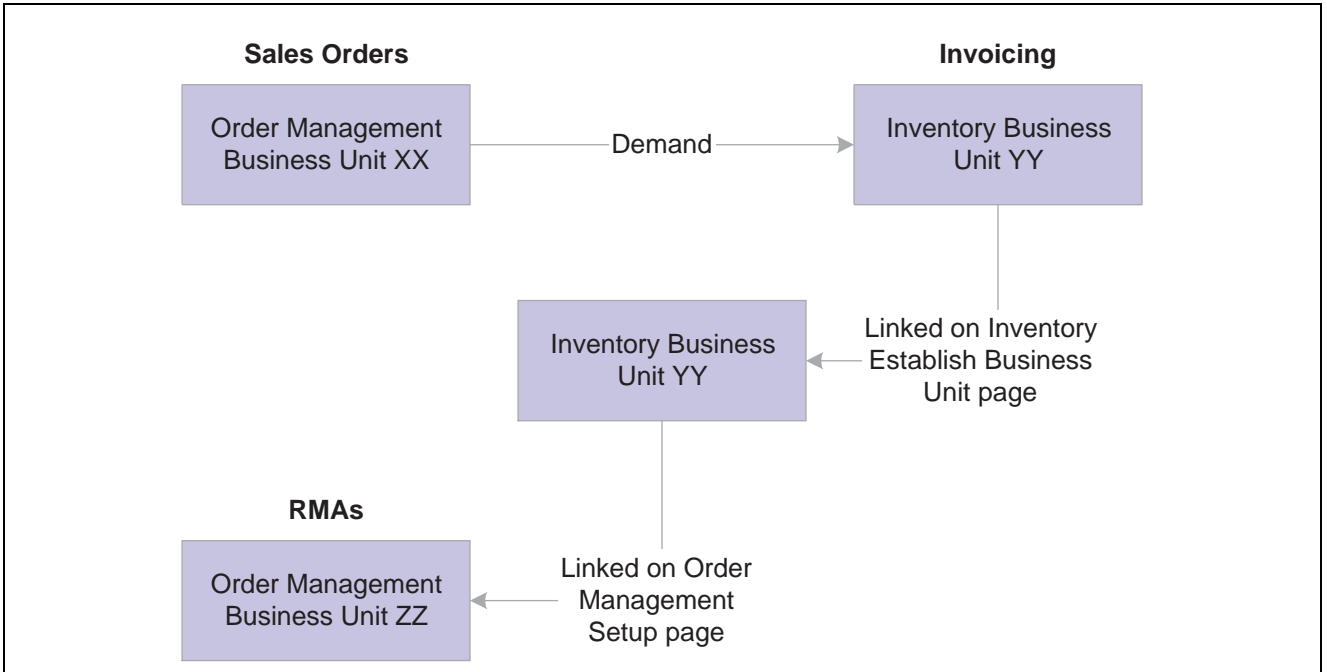 Sales Orders
Invoicing
Order Management
Business Unit XX
Demand
Inventory Business
Unit YY
Inventory Business
Unit YY
Linked on Inventory
Establish Business
Unit page
RMAs
Order Management
Business Unit ZZ
Linked on Order
Management
Setup page